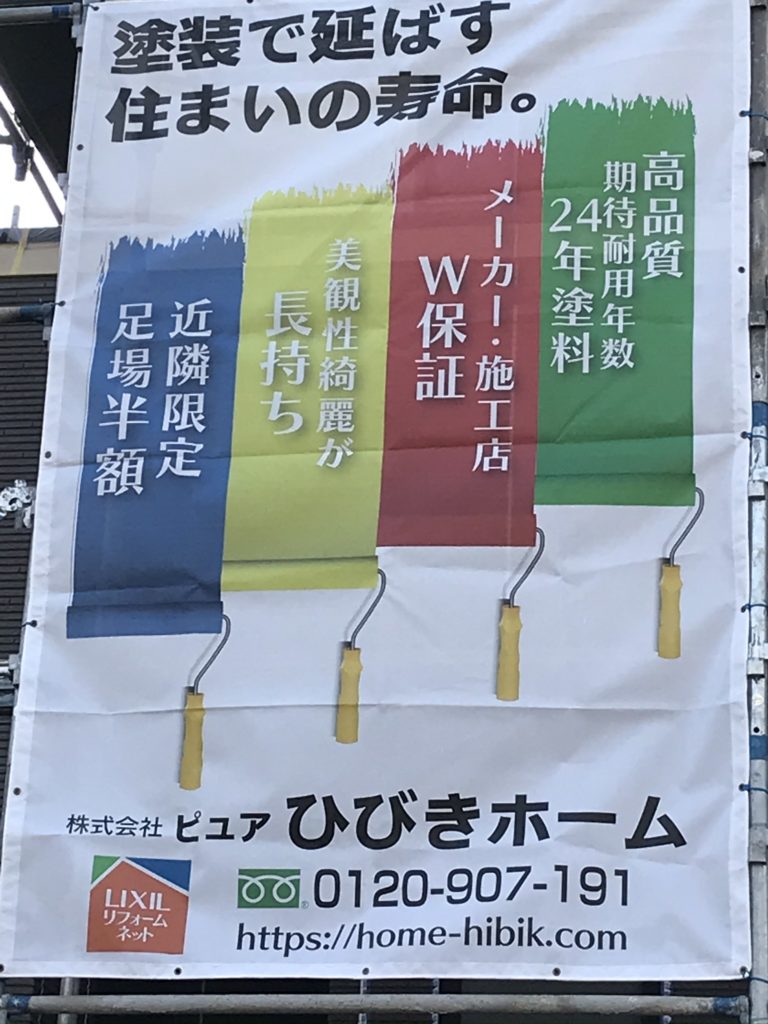 塗装で延ばす
住まいの寿命。
高品質
期待耐用年数
24年塗料
メーカー・施工店
W保証
美観性綺麗が
長持ち
近隣限定
足場半額
株式会社 ピュア ひびきホーム
LIXIL
リフォーム
ネット
0120-907-191
https://home-hibik.com